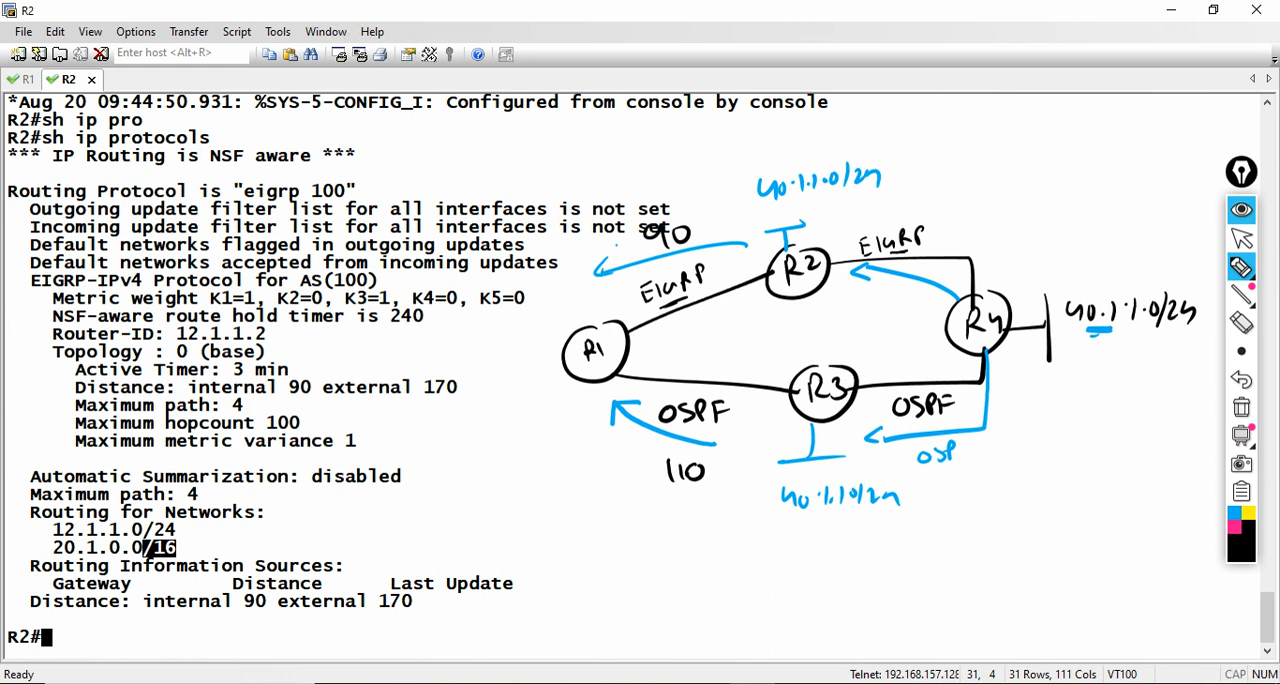 R2
File Edit View Options Transfer Script Tools Window Help
Enter host <Alt+R>
R1 R2
*Aug 20 09:44:50.931: %SYS-5-CONFIG_I: Configured from console by console
R2#sh ip pro
R2#sh ip protocols
*** IP Routing is NSF aware ***
Routing Protocol is "eigrp 100"
Outgoing update filter list for all interfaces is not set
Incoming update filter list for all interfaces is not set
Default networks flagged in outgoing updates
Default networks accepted from incoming updates
EIGRP-IPv4 Protocol for AS(100)
Metric weight K1=1, K2=0, K3=1, K4=0, K5=0
NSF-aware route hold timer is 240
Router-ID: 12.1.1.2
Topology : 0 (base)
Active Timer: 3 min
Distance: internal 90 external 170
Maximum path: 4
Maximum hopcount 100
Maximum metric variance 1
Automatic Summarization: disabled
Maximum path: 4
Routing for Networks:
12.1.1.0/24
20.1.0.0/16
Routing Information Sources:
Gateway Distance Last Update
Distance: internal 90 external 170
R2#
40.1.1.0/24
90
EIGRP
R2
EIGRP
R1
R4
40.1.1.0/24
R3
OSPF
OSPF
OSP
110
40.1.1.0/24
Ready
Telnet: 192.168.157.128 31, 4 31 Rows, 111 Cols VT100 CAP NUM